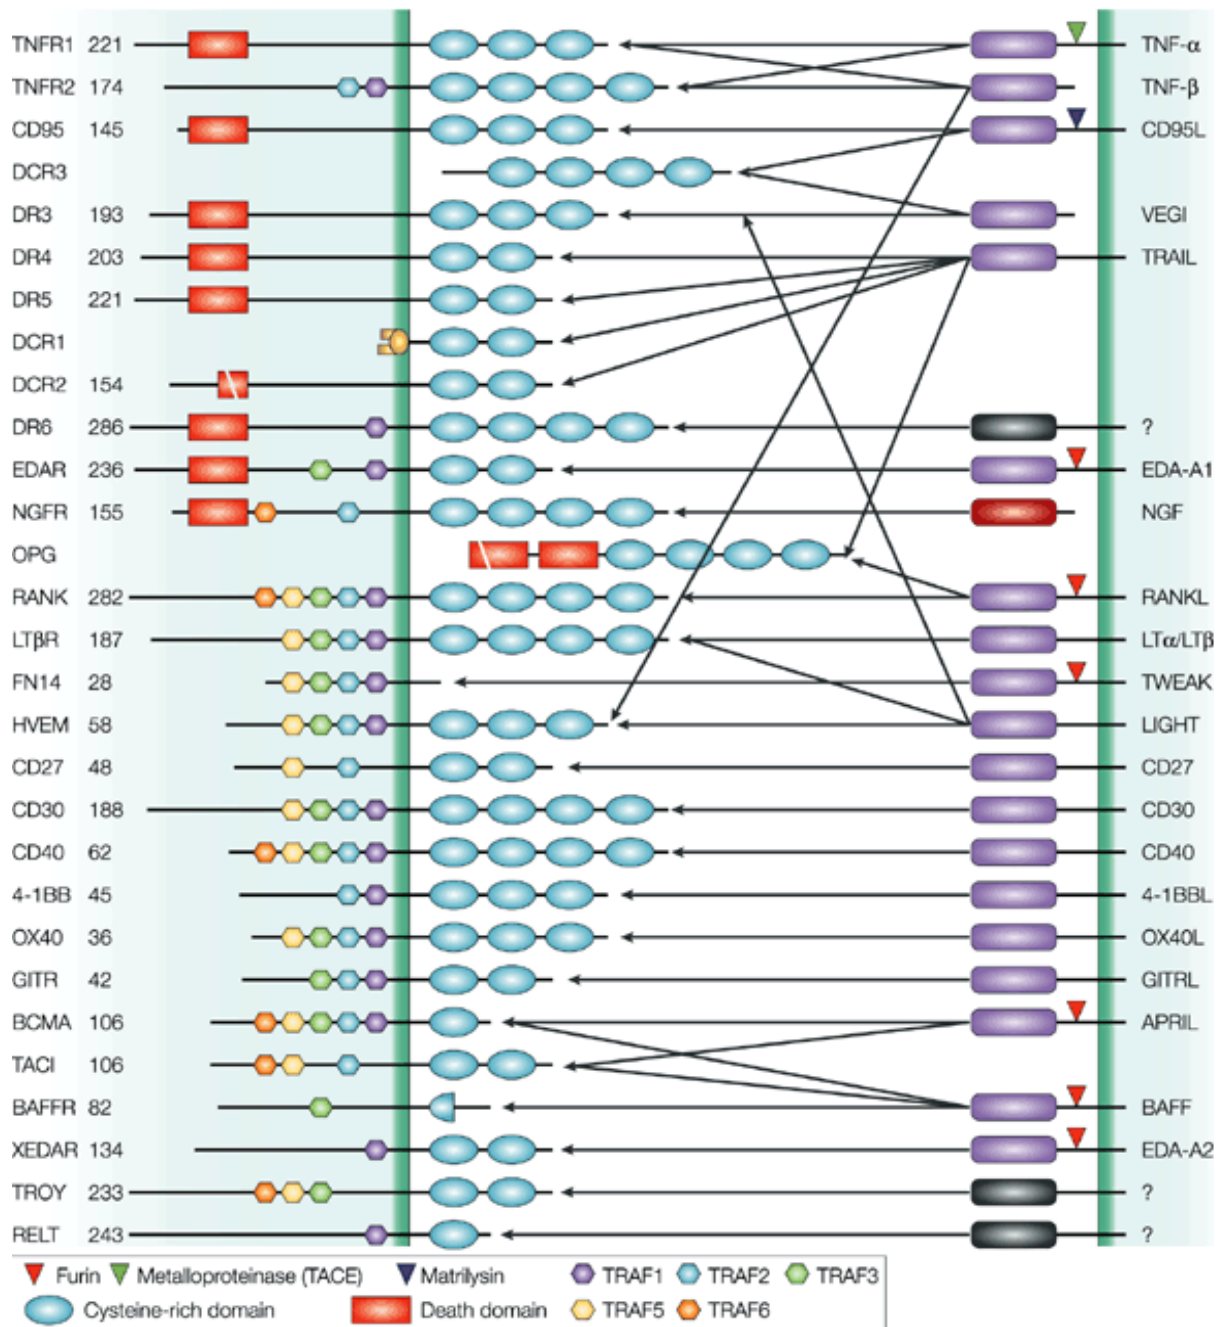 TNFR1 221 TNF-α
TNFR2 174 TNF-β
CD95 145 CD95L
DCR3
DR3 193 VEGI
DR4 203 TRAIL
DR5 221
DCR1
DCR2 154
DR6 286 ?
EDAR 236 EDA-A1
NGFR 155 NGF
OPG
RANK 282 RANKL
LTβR 187 LTα/LTβ
FN14 28 TWEAK
HVEM 58 LIGHT
CD27 48 CD27
CD30 188 CD30
CD40 62 CD40
4-1BB 45 4-1BBL
OX40 36 OX40L
GITR 42 GITRL
BCMA 106 APRIL
TACI 106
BAFFR 82 BAFF
XEDAR 134 EDA-A2
TROY 233 ?
RELT 243 ?
Furin Metalloproteinase (TACE) Matrilysin TRAF1 TRAF2 TRAF3
Cysteine-rich domain Death domain TRAF5 TRAF6